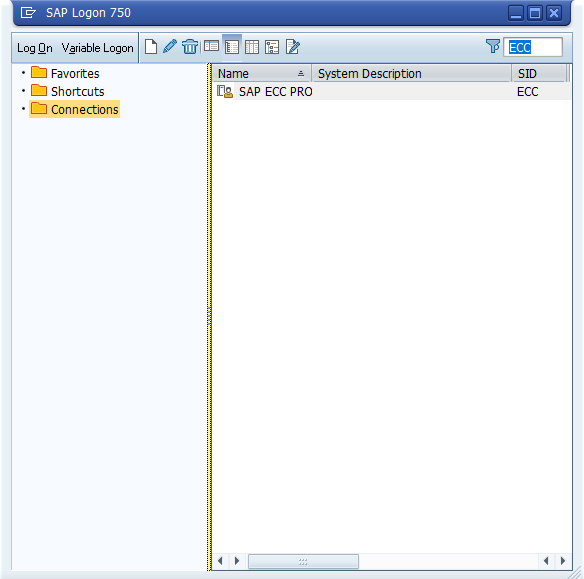 SAP Logon 750
Log On Variable Logon ECC
Favorites
Shortcuts
Connections
Name System Description SID
SAP ECC PRO ECC